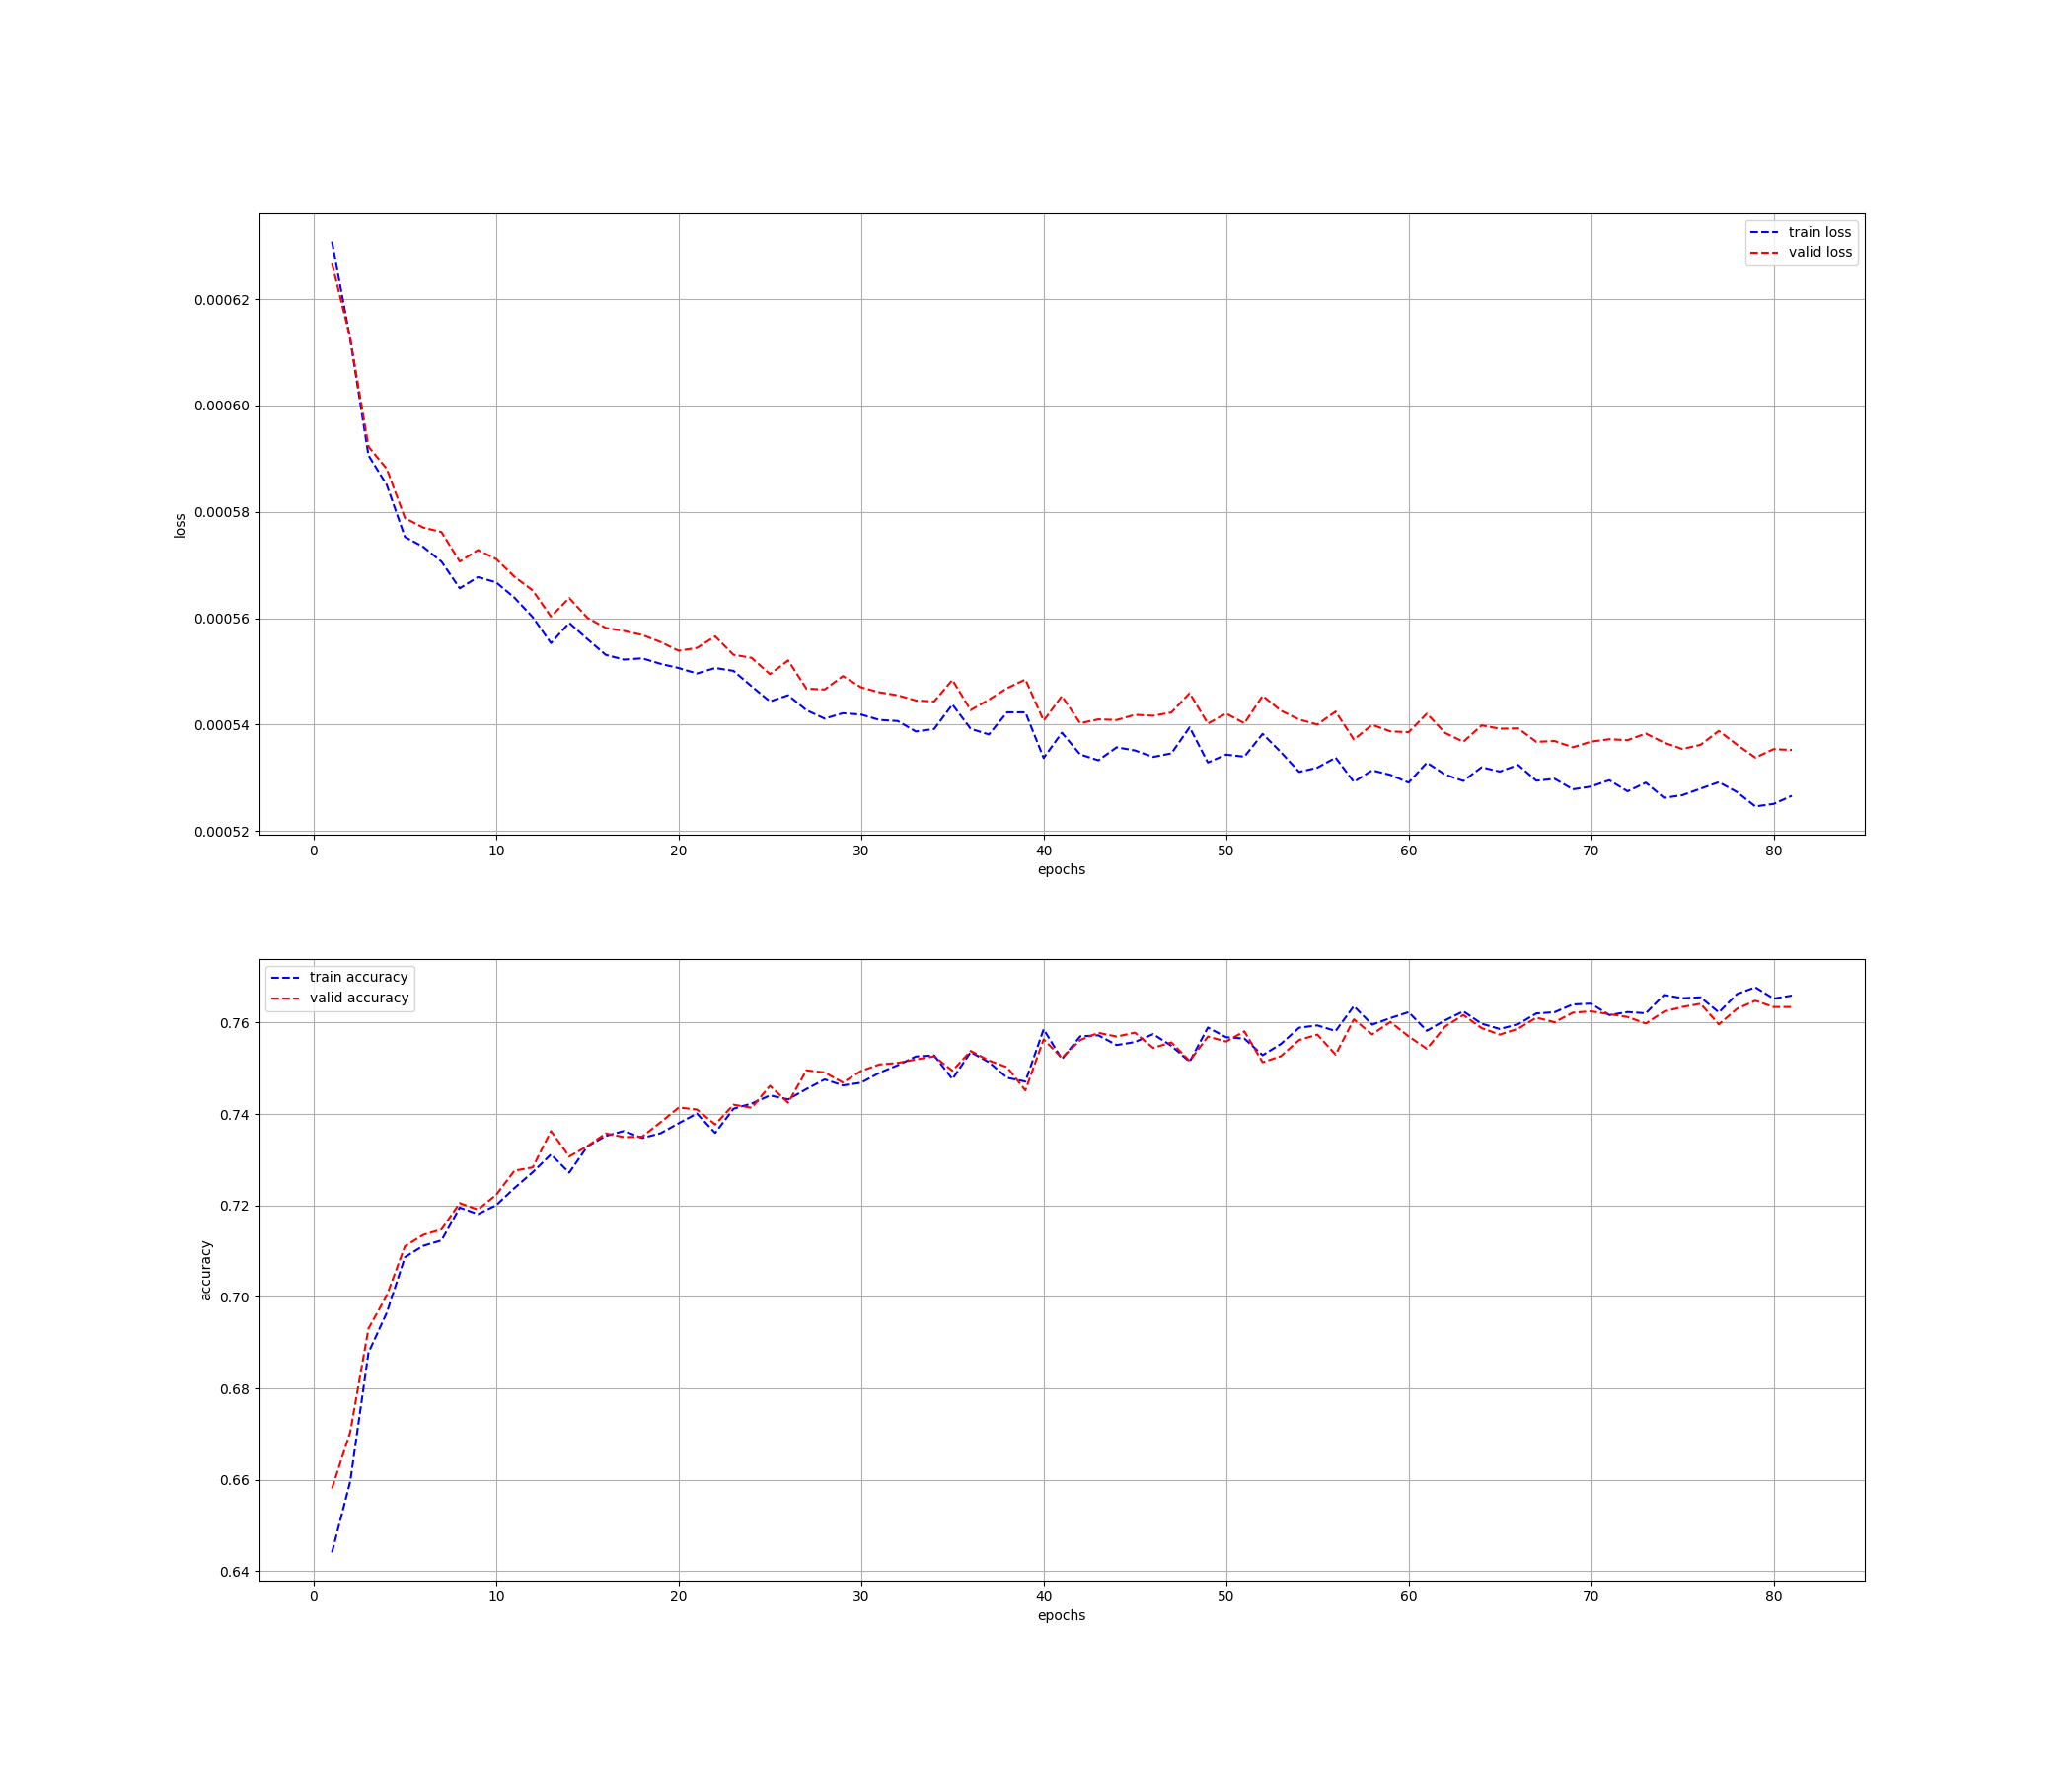 train loss
valid loss
0.00062
0.00060
0.00058
0.00056
0.00054
0.00052
loss
0 10 20 30 40 50 60 70 80
epochs
train accuracy
valid accuracy
0.76
0.74
0.72
0.70
0.68
0.66
0.64
accuracy
0 10 20 30 40 50 60 70 80
epochs